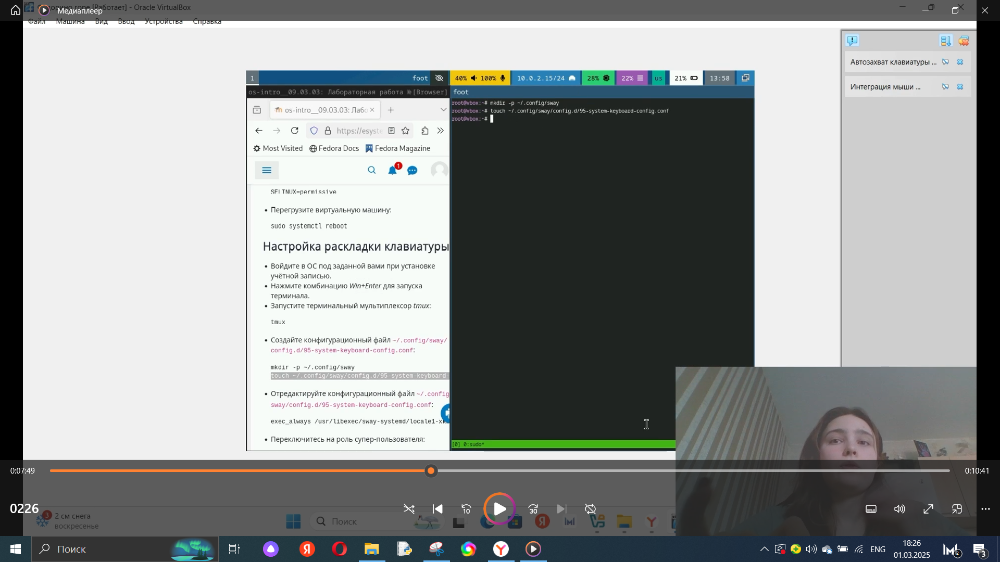 [Работает] - Oracle VirtualBox
Медиаплеер
Файл Машина Вид Ввод Устройства Справка
Автозахват клавиатуры ...
Интеграция мыши ...
1 foot 40% 100% 10.0.2.15/24 28% 22% us 21% 13:58
os-intro__09.03.03: Лабораторная работа №[Browser]
foot
os-intro__09.03.03: Лабо
https://esyste
Most Visited Fedora Docs Fedora Magazine
1
SELINUX=permissive
Перегрузите виртуальную машину:
sudo systemctl reboot
Настройка раскладки клавиатуры
Войдите в ОС под заданной вами при установке
учётной записью.
Нажмите комбинацию Win+Enter для запуска
терминала.
Запустите терминальный мультиплексор tmux:
tmux
Создайте конфигурационный файл ~/.config/sway/
config.d/95-system-keyboard-config.conf:
mkdir -p ~/.config/sway
touch ~/.config/sway/config.d/95-system-keyboard-
Отредактируйте конфигурационный файл ~/.config
sway/config.d/95-system-keyboard-config.conf:
exec_always /usr/libexec/sway-systemd/locale1-xk
Переключитесь на роль супер-пользователя:
root@vbox:~# mkdir -p ~/.config/sway
root@vbox:~# touch ~/.config/sway/config.d/95-system-keyboard-config.conf
root@vbox:~#
[0] 0:sudo*
0:07:49
0:10:41
0226
10
30
3
2 см снега
воскресенье
Поиск
Поиск
ENG
18:26
01.03.2025
2
3